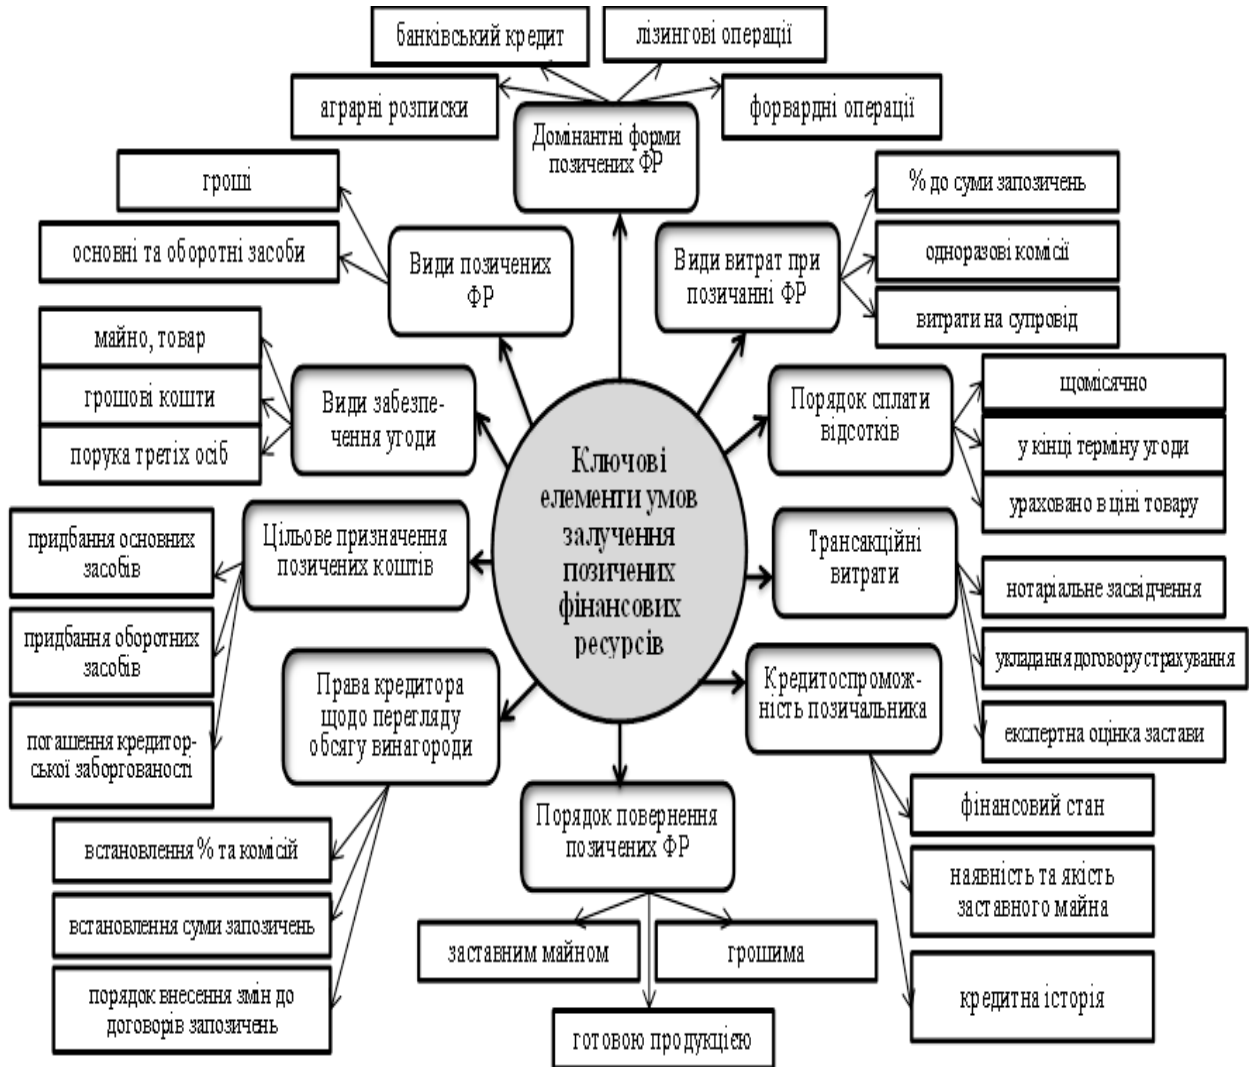 банківський кредит
лізингові операції
аграрні розписки
форвардні операції
Домінантні форми
позичених ФР
гроші
основні та оборотні засоби
Види позичених
ФР
Види витрат при
позичанні ФР
% до суми запозичень
одноразові комісії
витрати на супровід
майно, товар
грошові кошти
порука третіх осіб
Види забезпе-
чення угоди
Порядок сплати
відсотків
щомісячно
у кінці терміну угоди
ураховано в ціні товару
Ключові
елементи умов
залучення
позичених
фінансових
ресурсів
придбання основних
засобів
придбання оборотних
засобів
погашення кредитор-
ської заборгованості
Цільове призначення
позичених коштів
Трансакційні
витрати
нотаріальне засвідчення
укладання договору страхування
експертна оцінка застави
Права кредитора
щодо перегляду
обсягу винагороди
Кредитоспромож-
ність позичальника
встановлення % та комісій
встановлення суми запозичень
порядок внесення змін до
договорів запозичень
Порядок повернення
позичених ФР
заставним майном
грошима
готовою продукцією
фінансовий стан
наявність та якість
заставного майна
кредитна історія